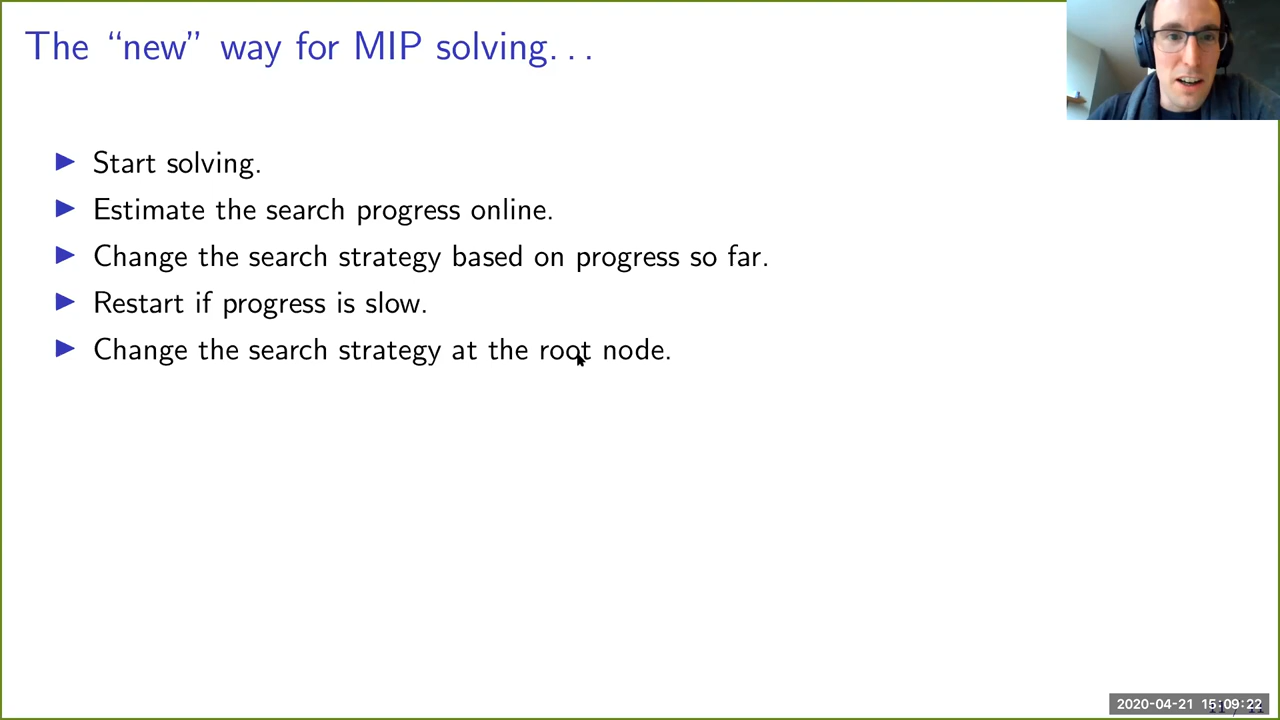 The “new” way for MIP solving. . .
▶ Start solving.
▶ Estimate the search progress online.
▶ Change the search strategy based on progress so far.
▶ Restart if progress is slow.
▶ Change the search strategy at the root node.
2020-04-21 15:09:22